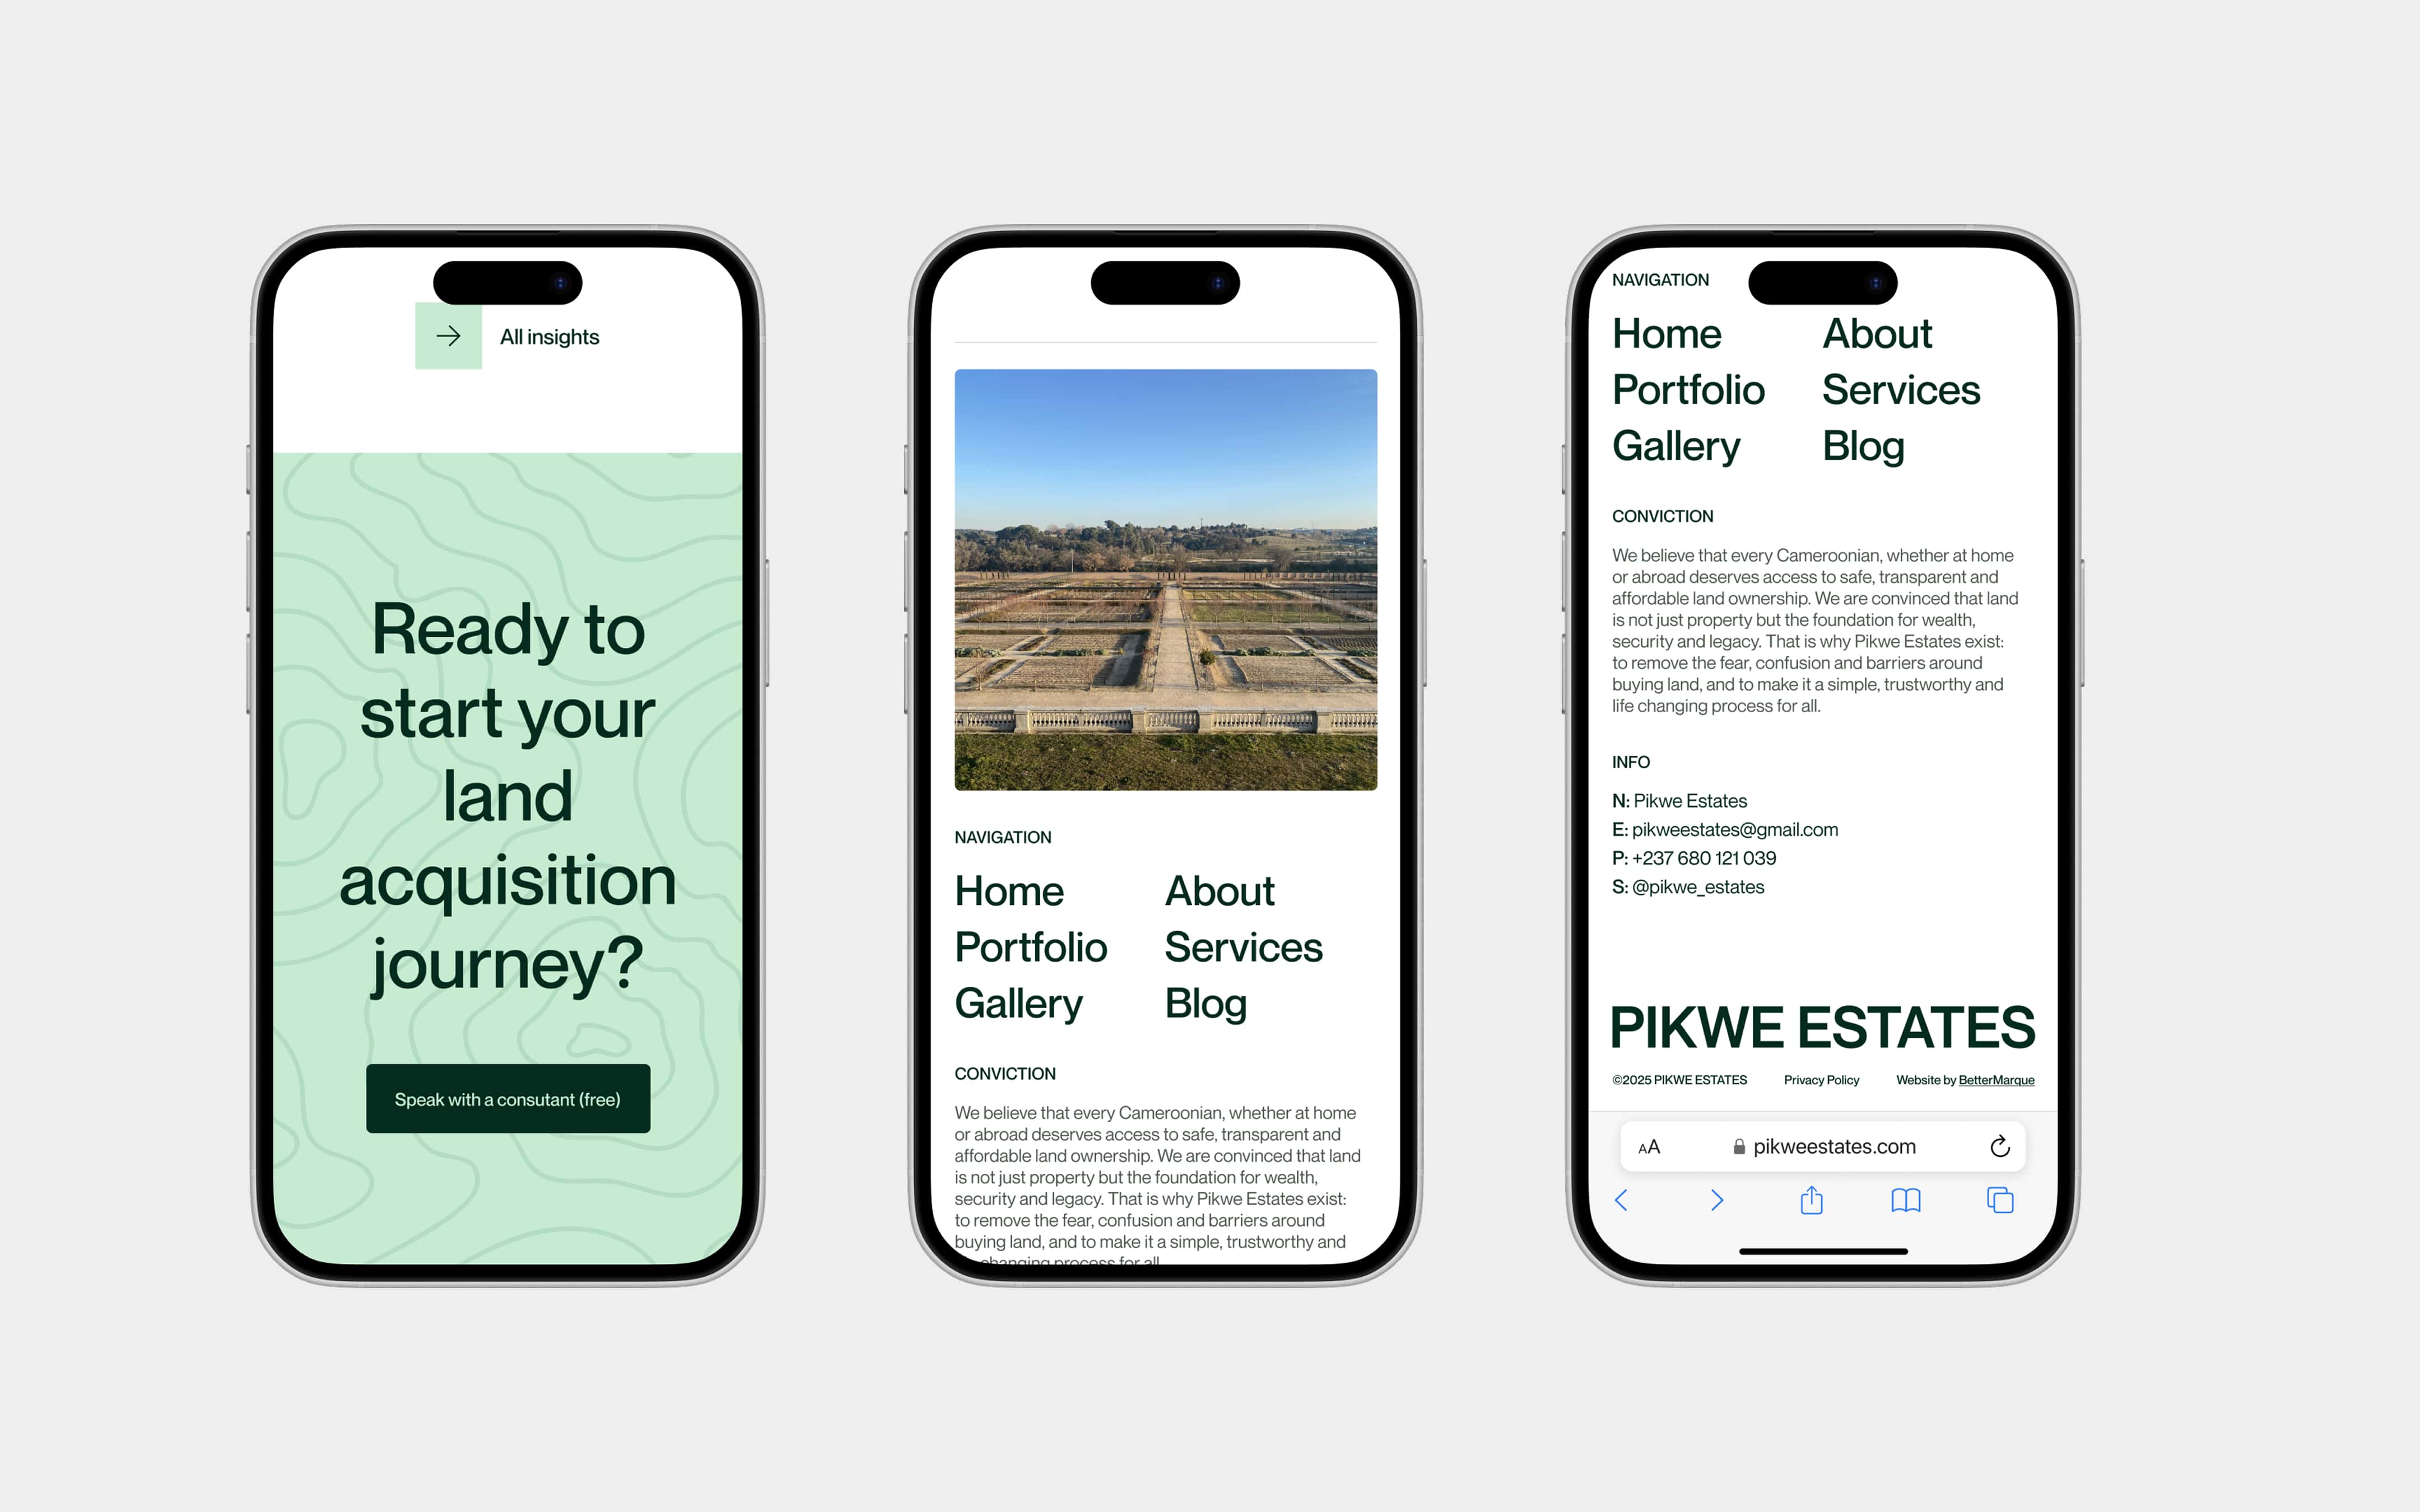 All insights
Ready to
start your
land
acquisition
journey?
Speak with a consutant (free)
NAVIGATION
Home About
Portfolio Services
Gallery Blog
CONVICTION
We believe that every Cameroonian, whether at home
or abroad deserves access to safe, transparent and
affordable land ownership. We are convinced that land
is not just property but the foundation for wealth,
security and legacy. That is why Pikwe Estates exist:
to remove the fear, confusion and barriers around
buying land, and to make it a simple, trustworthy and
changing process for all
NAVIGATION
Home About
Portfolio Services
Gallery Blog
CONVICTION
We believe that every Cameroonian, whether at home
or abroad deserves access to safe, transparent and
affordable land ownership. We are convinced that land
is not just property but the foundation for wealth,
security and legacy. That is why Pikwe Estates exist:
to remove the fear, confusion and barriers around
buying land, and to make it a simple, trustworthy and
life changing process for all.
INFO
N: Pikwe Estates
E: pikweestates@gmail.com
P: +237 680 121 039
S: @pikwe_estates
PIKWE ESTATES
©2025 PIKWE ESTATES Privacy Policy Website by BetterMarque
AA pikweestates.com